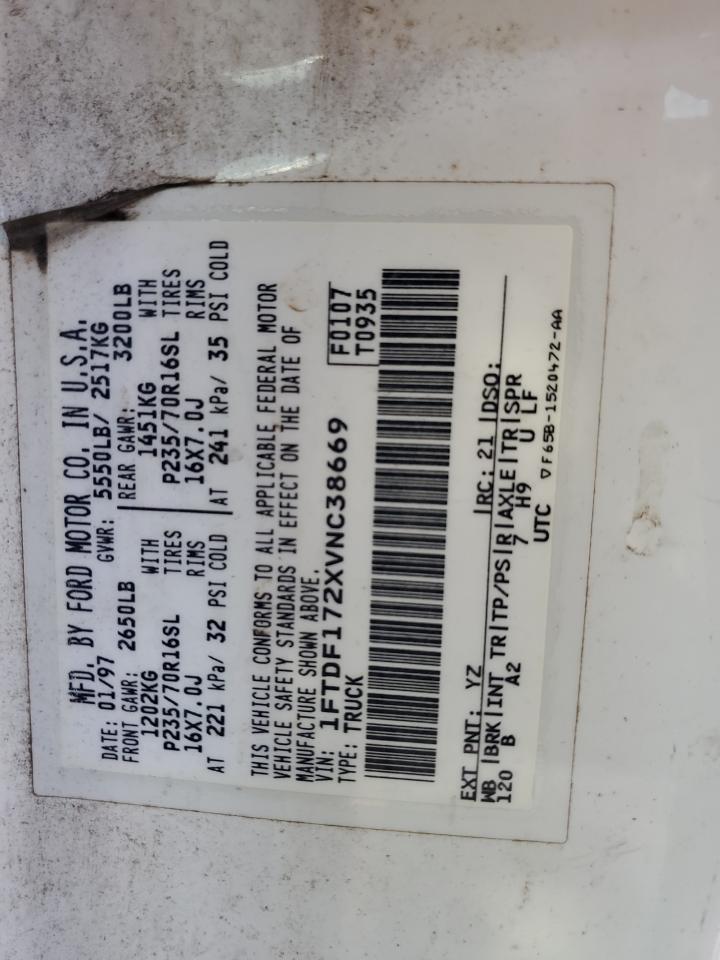 MFD. BY FORD MOTOR CO. IN U.S.A.
DATE: 01/97 GVWR: 5550LB/ 2517KG
FRONT GAWR: 2650LB REAR GAWR: 3200LB
1202KG WITH 1451KG WITH
P235/70R16SL TIRES P235/70R16SL TIRES
16X7.0J RIMS 16X7.0J RIMS
AT 221 kPa/ 32 PSI COLD AT 241 kPa/ 35 PSI COLD
THIS VEHICLE CONFORMS TO ALL APPLICABLE FEDERAL MOTOR
VEHICLE SAFETY STANDARDS IN EFFECT ON THE DATE OF
MANUFACTURE SHOWN ABOVE.
VIN: 1FTDF172XVNC38669 F0107
TYPE: TRUCK T0935
EXT PNT: YZ RC: 21 DSO:
WB BRK INT TR TP/PS R AXLE TR SPR
120 B A2 7 H9 U LF
UTC ▽F65B-1520472-AA